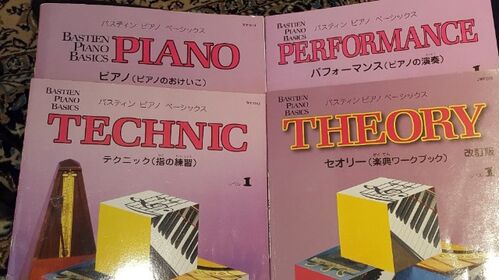 バスティン ピアノ ベーシックス
BASTIEN
PIANO
BASICS
PIANO
ピアノ(ピアノのおけいこ)
バスティン ピアノ ベーシックス
BASTIEN
PIANO
BASICS
PERFORMANCE
パフォーマンス(ピアノの演奏)
1
バスティン ピアノ ベーシックス
BASTIEN
PIANO
BASICS
TECHNIC
テクニック(指の練習)
レベル 1
バスティン ピアノ ベーシックス
BASTIEN
PIANO
BASICS
THEORY
セオリー(楽典ワークブック)
改訂版
1